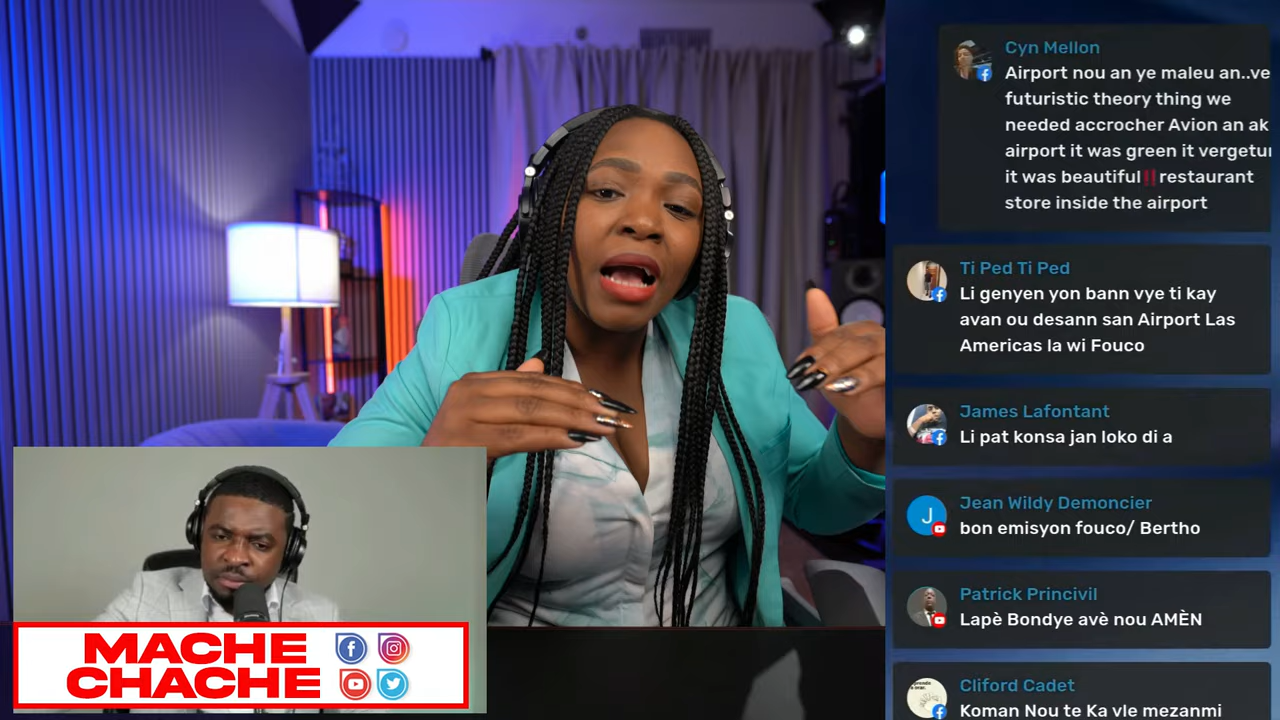 Cyn Mellon
Airport nou an ye maleu an..ve
futuristic theory thing we
needed accrocher Avion an ak
airport it was green it vergetur
it was beautiful‼️restaurant
store inside the airport
Ti Ped Ti Ped
Li genyen yon bann vye ti kay
avan ou desann san Airport Las
Americas la wi Fouco
James Lafontant
Li pat konsa jan loko di a
J
Jean Wildy Demoncier
bon emisyon fouco/ Bertho
Patrick Princivil
Lapè Bondye avè nou AMÈN
Cliford Cadet
Koman Nou te Ka vle mezanmi
MACHE
CHACHE